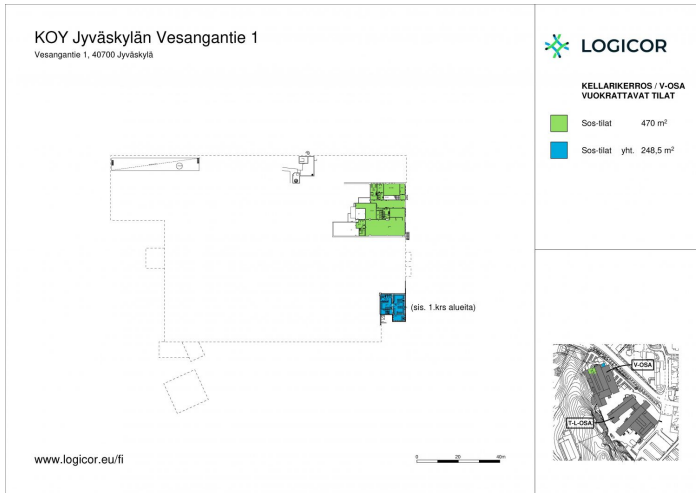 KOY Jyväskylän Vesangantie 1
Vesangantie 1, 40700 Jyväskylä
LOGICOR
KELLARIKERROS / V-OSA
VUOKRATTAVAT TILAT
Sos-tilat 470 m²
Sos-tilat yht. 248,5 m²
(sis. 1.krs alueita)
V-OSA
T-L-OSA
www.logicor.eu/fi
0 20 40m